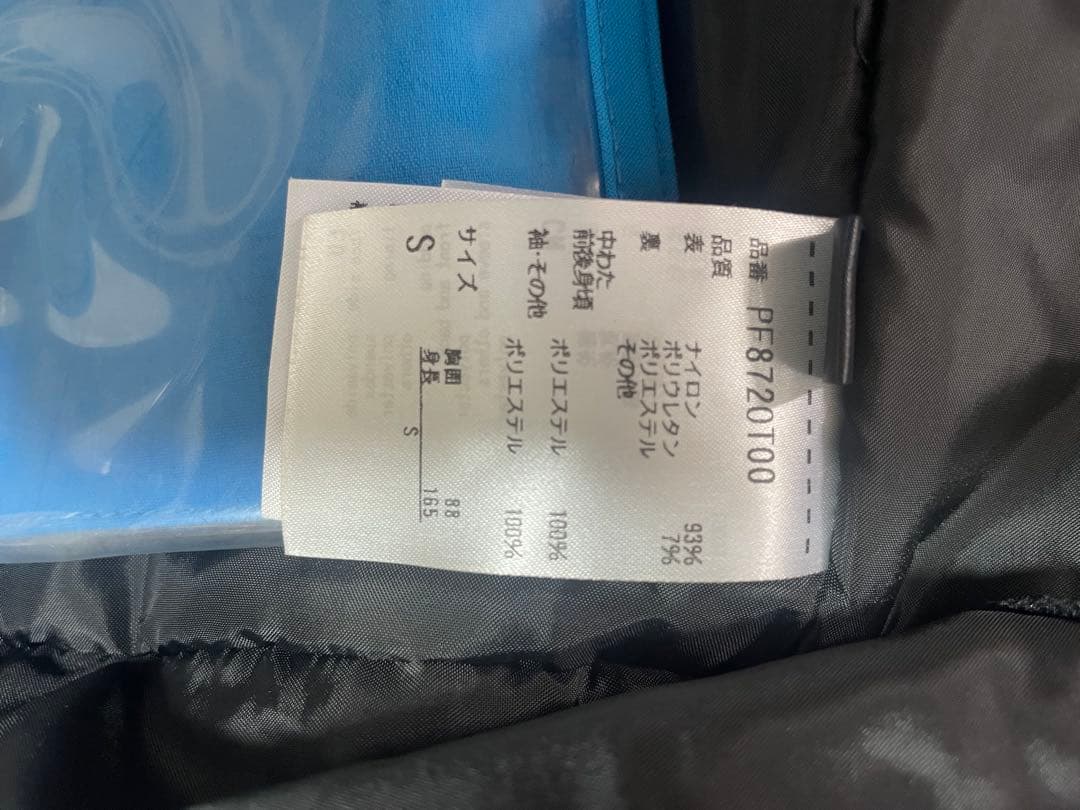 品番 PF8720T00
品質
表 ナイロン 93%
ポリウレタン 7%
裏 ポリエステル
その他
中わた
前後身頃 ポリエステル 100%
袖・その他 ポリエステル 100%
サイズ
S
胸囲 88
身長 165
S